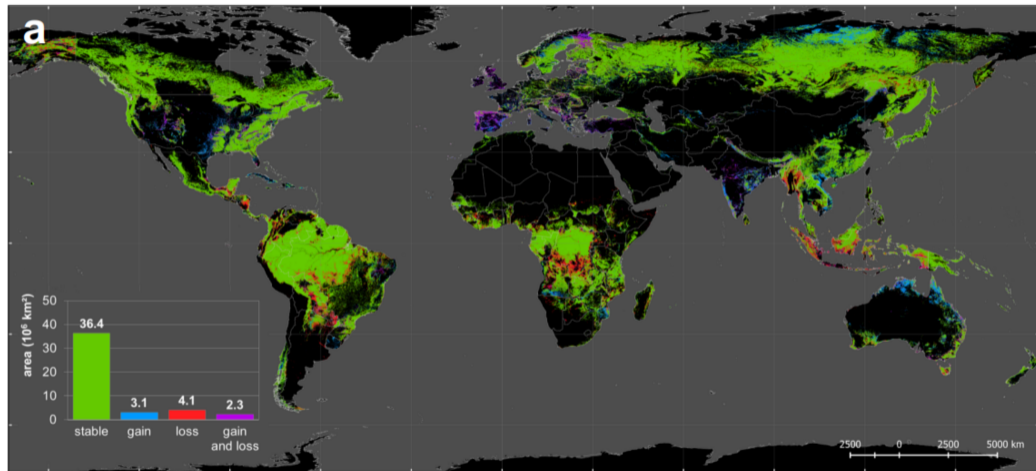 a
area (10⁶ km²)
50
40
30
20
10
0
36.4
3.1
4.1
2.3
stable
gain
loss
gain
and loss
2500 0 2500 5000 km